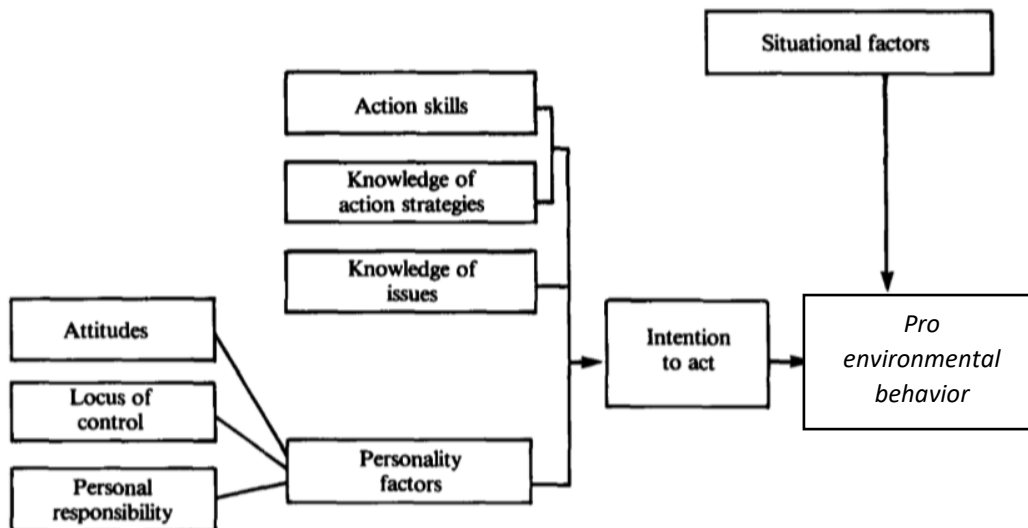 Situational factors
Action skills
Knowledge of
action strategies
Knowledge of
issues
Attitudes
Locus of
control
Personal
responsibility
Personality
factors
Intention
to act
Pro
environmental
behavior